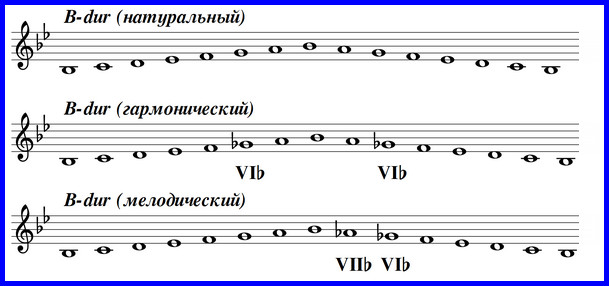 B-dur (натуральный)
B-dur (гармонический)
VI♭ VI♭
B-dur (мелодический)
VII♭ VI♭